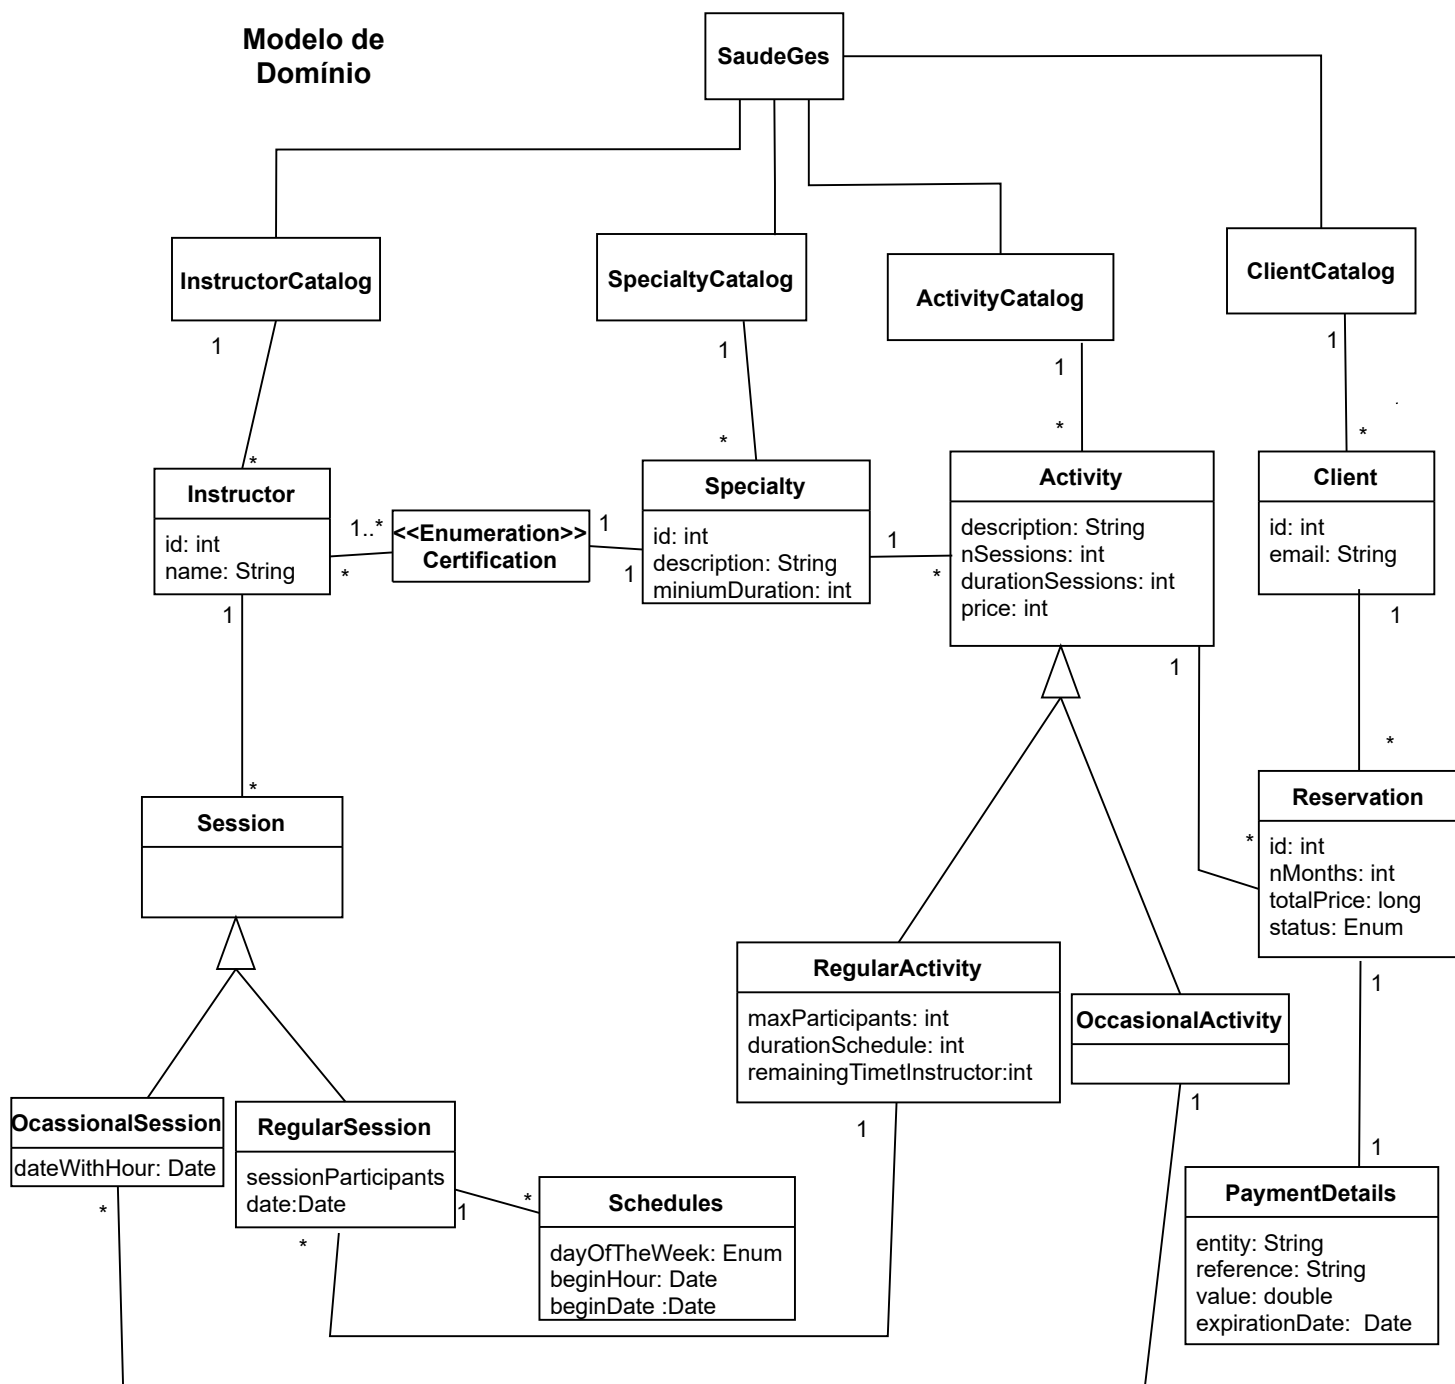 Modelo de
Domínio
SaudeGes
InstructorCatalog
SpecialtyCatalog
ActivityCatalog
ClientCatalog
1
1
1
1
*
*
*
*
Instructor
id: int
name: String
1..*
*
<<Enumeration>>
Certification
1
1
Specialty
id: int
description: String
miniumDuration: int
1
*
Activity
description: String
nSessions: int
durationSessions: int
price: int
Client
id: int
email: String
1
1
1
*
*
*
Session
Reservation
id: int
nMonths: int
totalPrice: long
status: Enum
RegularActivity
maxParticipants: int
durationSchedule: int
remainingTimetInstructor:int
OccasionalActivity
1
1
1
1
OcassionalSession
dateWithHour: Date
*
RegularSession
sessionParticipants
date:Date
*
1
*
Schedules
dayOfTheWeek: Enum
beginHour: Date
beginDate :Date
PaymentDetails
entity: String
reference: String
value: double
expirationDate:  Date